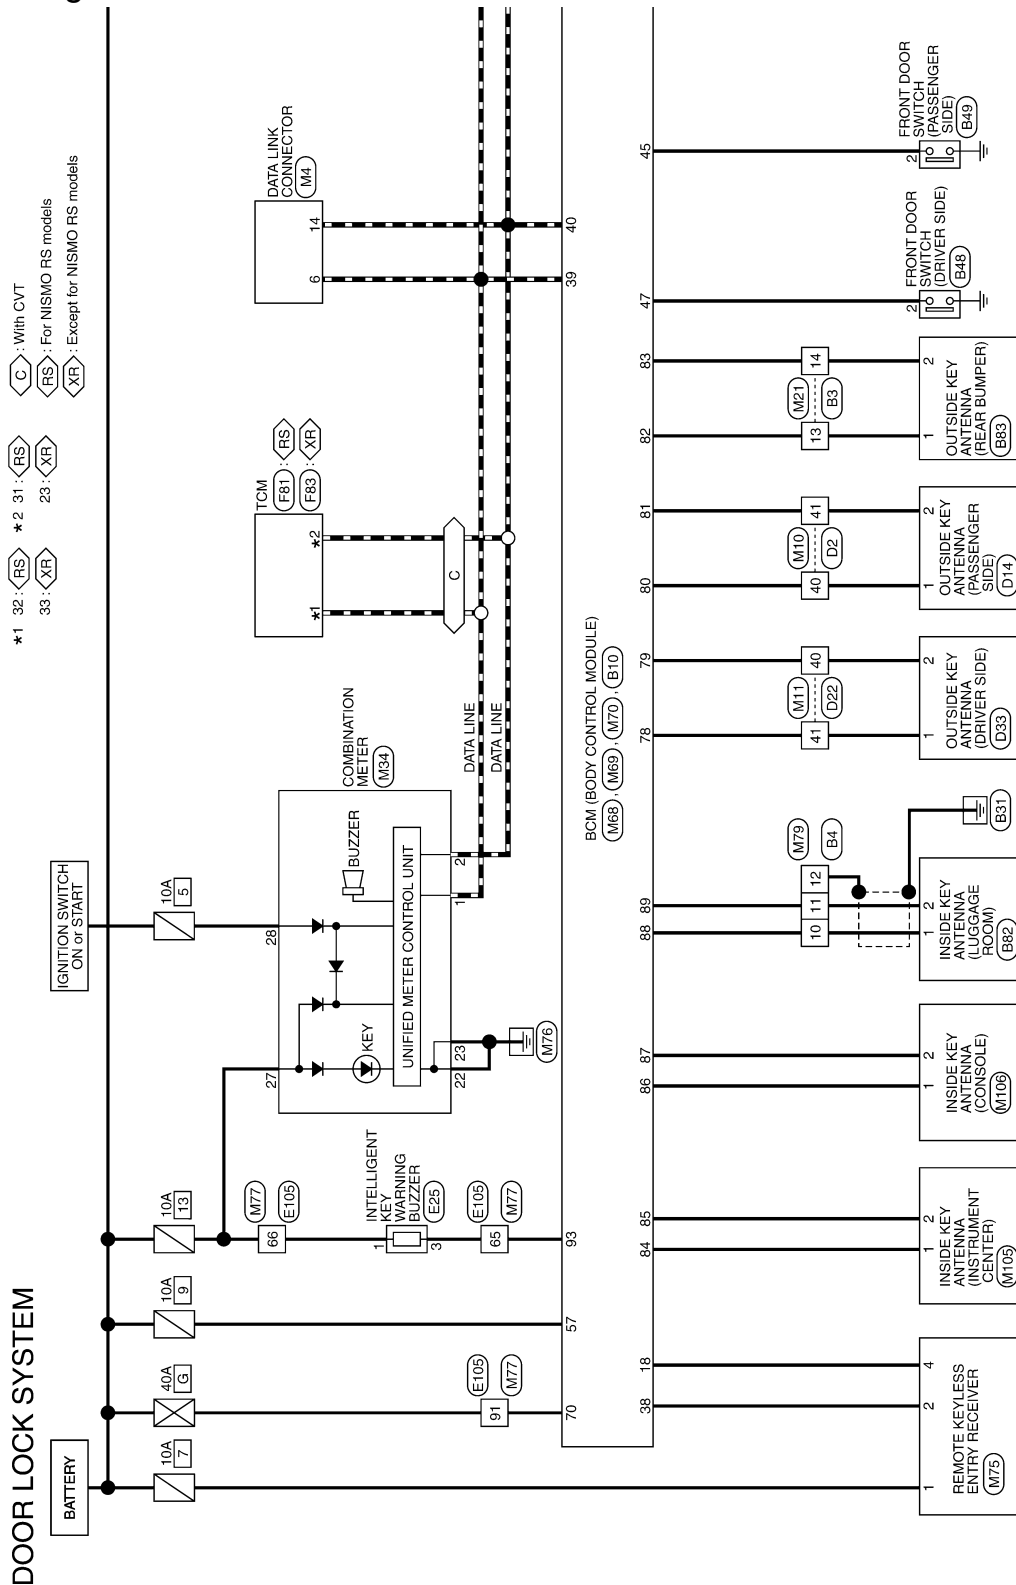 DOOR LOCK SYSTEM
BATTERY
IGNITION SWITCH
ON or START
10A
7
40A
G
10A
9
10A
13
10A
5
*1 32 : RS
33 : XR
*2 31 : RS
23 : XR
C : With CVT
RS : For NISMO RS models
XR : Except for NISMO RS models
M77
E105
66
INTELLIGENT
KEY
WARNING
BUZZER
E25
1
3
E105
M77
65
E105
M77
91
COMBINATION
METER
M34
27
28
KEY
BUZZER
UNIFIED METER CONTROL UNIT
22
23
1
2
M76
DATA LINE
DATA LINE
TCM
F81 : RS
F83 : XR
*1
*2
C
DATA LINK
CONNECTOR
M4
6
14
70
57
93
39
40
BCM (BODY CONTROL MODULE)
M68 , M69 , M70 , B10
38
18
84
85
86
87
88
89
78
79
80
81
82
83
47
45
10
11
12
M79
B4
B31
41
40
M11
D22
40
41
M10
D2
13
14
M21
B3
1
2
4
REMOTE KEYLESS
ENTRY RECEIVER
M75
1
2
INSIDE KEY
ANTENNA
(INSTRUMENT
CENTER)
M105
1
2
INSIDE KEY
ANTENNA
(CONSOLE)
M106
1
2
INSIDE KEY
ANTENNA
(LUGGAGE
ROOM)
B82
1
2
OUTSIDE KEY
ANTENNA
(DRIVER SIDE)
D33
1
2
OUTSIDE KEY
ANTENNA
(PASSENGER
SIDE)
D14
1
2
OUTSIDE KEY
ANTENNA
(REAR BUMPER)
B83
2
FRONT DOOR
SWITCH
(DRIVER SIDE)
B48
2
FRONT DOOR
SWITCH
(PASSENGER
SIDE)
B49